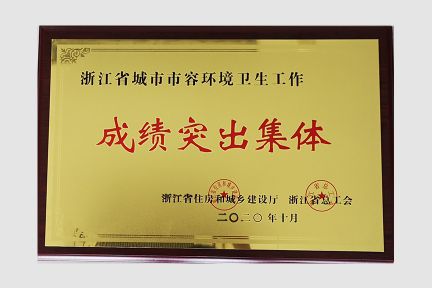 浙江省城市市容环境卫生工作
成绩突出集体
浙江省住房和城乡建设厅 浙江省总工会
二〇二〇年十月